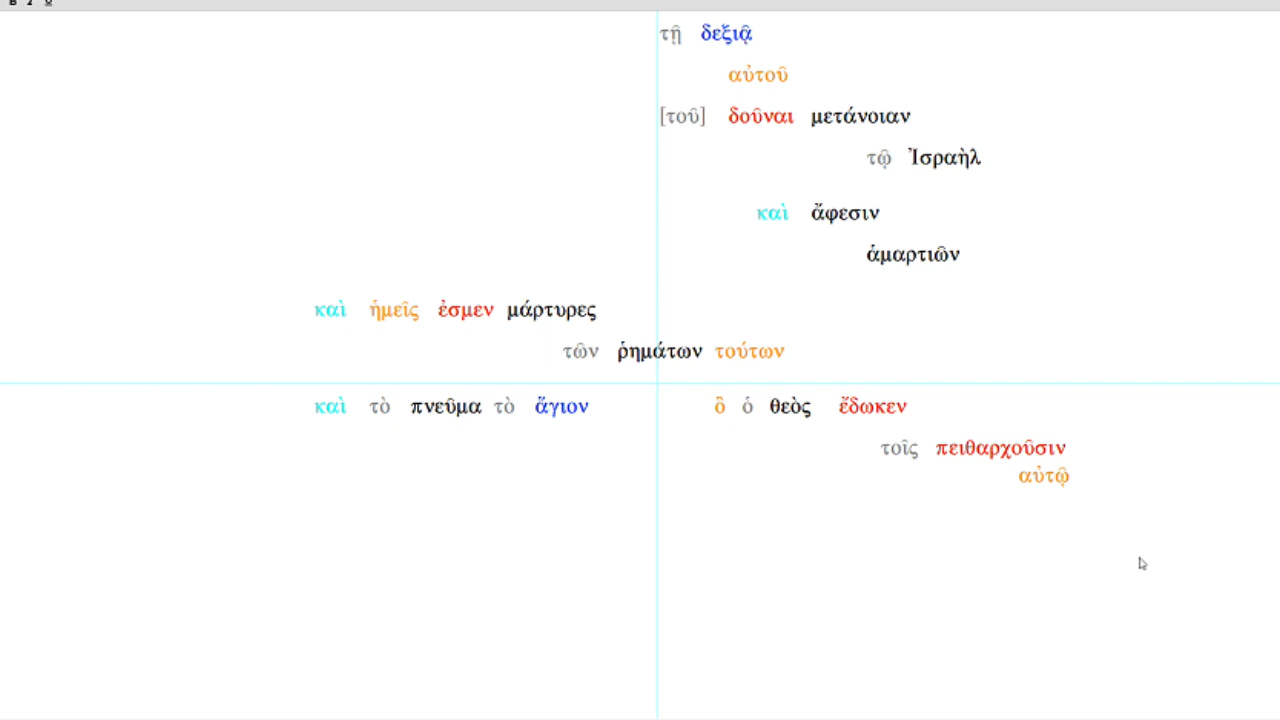 B I U
τῇ δεξιᾷ
αὐτοῦ
[τοῦ] δοῦναι μετάνοιαν
τῷ Ἰσραὴλ
καὶ ἄφεσιν
ἁμαρτιῶν
καὶ ἡμεῖς ἐσμεν μάρτυρες
τῶν ῥημάτων τούτων
καὶ τὸ πνεῦμα τὸ ἅγιον ὃ ὁ θεὸς ἔδωκεν
τοῖς πειθαρχοῦσιν
αὐτῷ